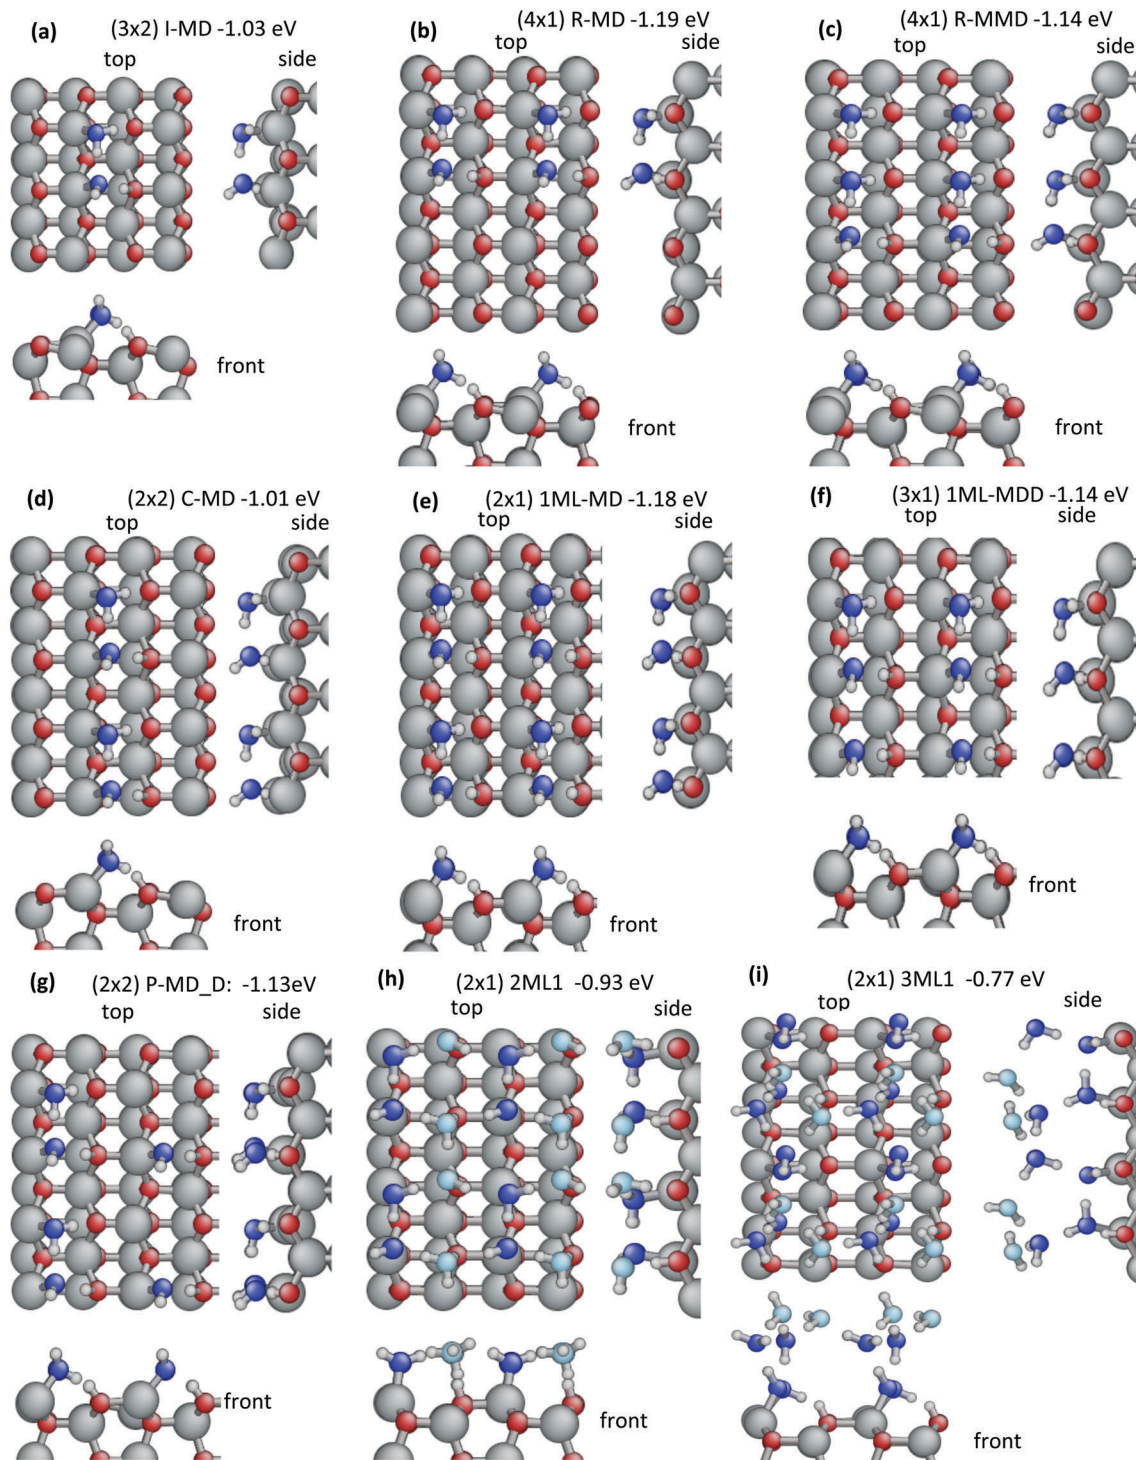 (a) (3x2) I-MD -1.03 eV
top side
front
(b) (4x1) R-MD -1.19 eV
top side
front
(c) (4x1) R-MMD -1.14 eV
top side
front
(d) (2x2) C-MD -1.01 eV
top side
front
(e) (2x1) 1ML-MD -1.18 eV
top side
front
(f) (3x1) 1ML-MDD -1.14 eV
top side
front
(g) (2x2) P-MD_D: -1.13eV
top side
front
(h) (2x1) 2ML1 -0.93 eV
top side
front
(i) (2x1) 3ML1 -0.77 eV
top side
front